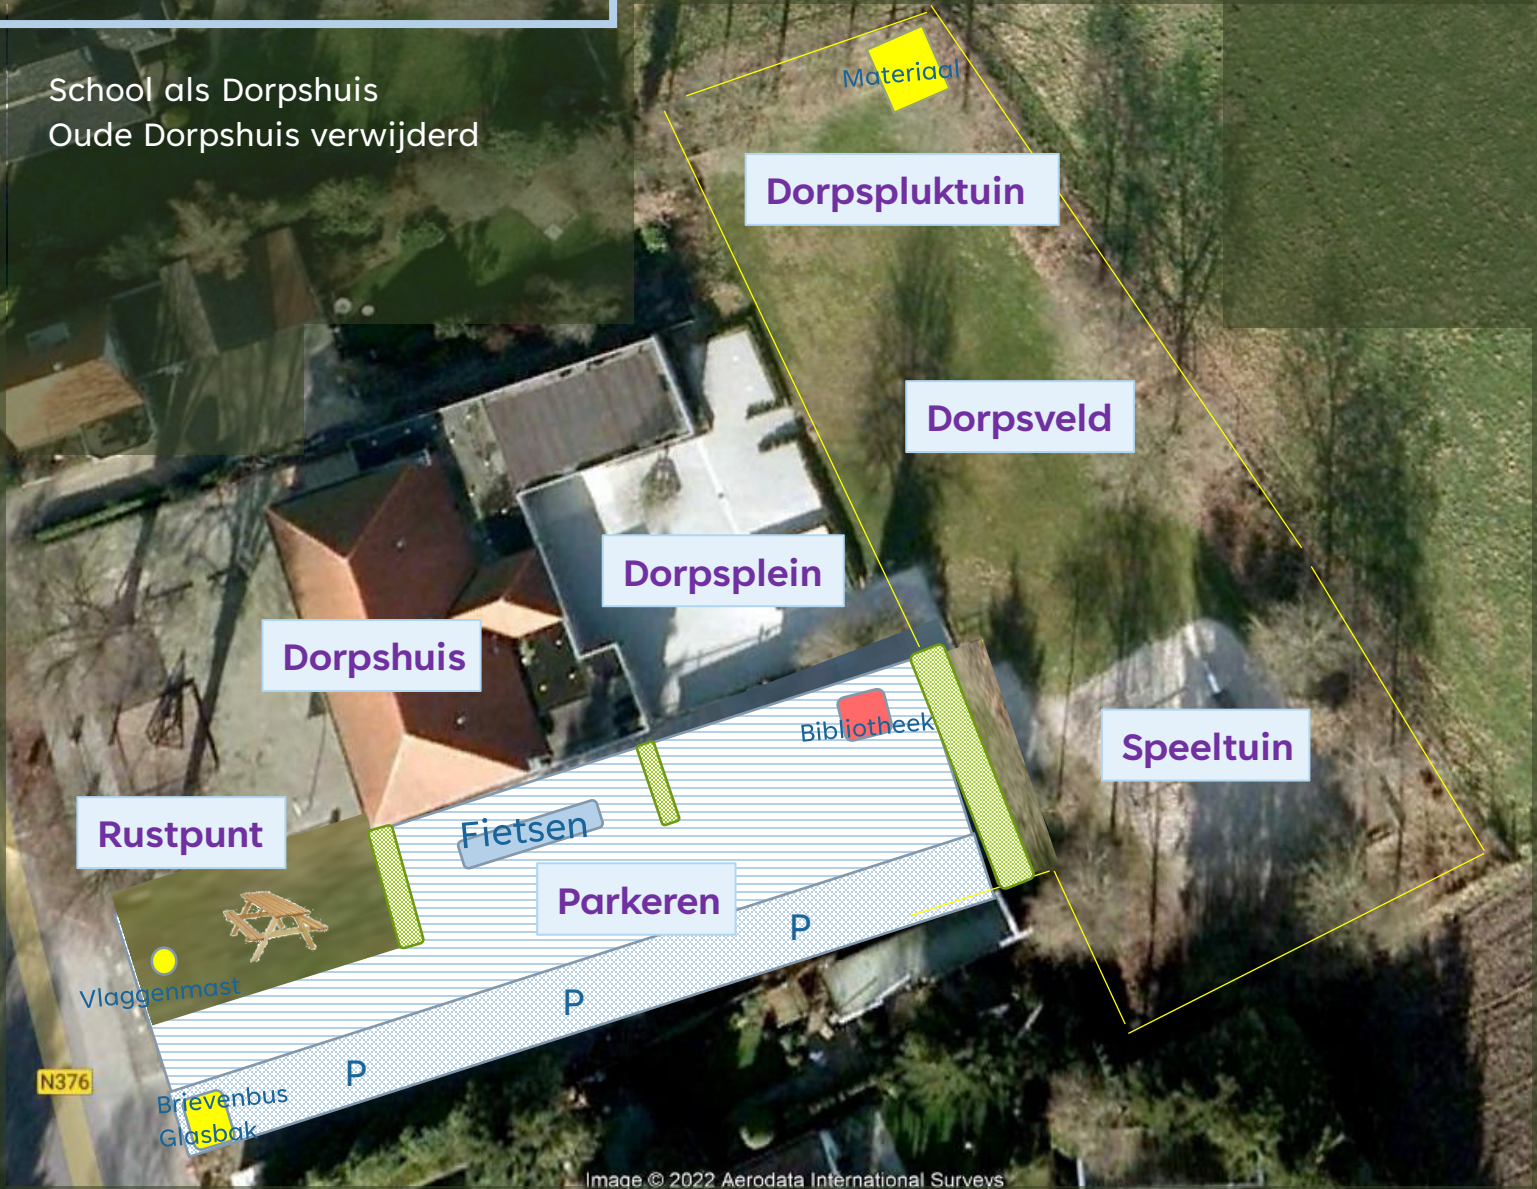 School als Dorpshuis
Oude Dorpshuis verwijderd
Materiaal
Dorpspluktuin
Dorpsveld
Dorpsplein
Dorpshuis
Bibliotheek
Speeltuin
Rustpunt
Fietsen
Parkeren
P
Vlaggenmast
P
P
N376
Brievenbus
Glasbak
Image © 2022 Aerodata International Surveys